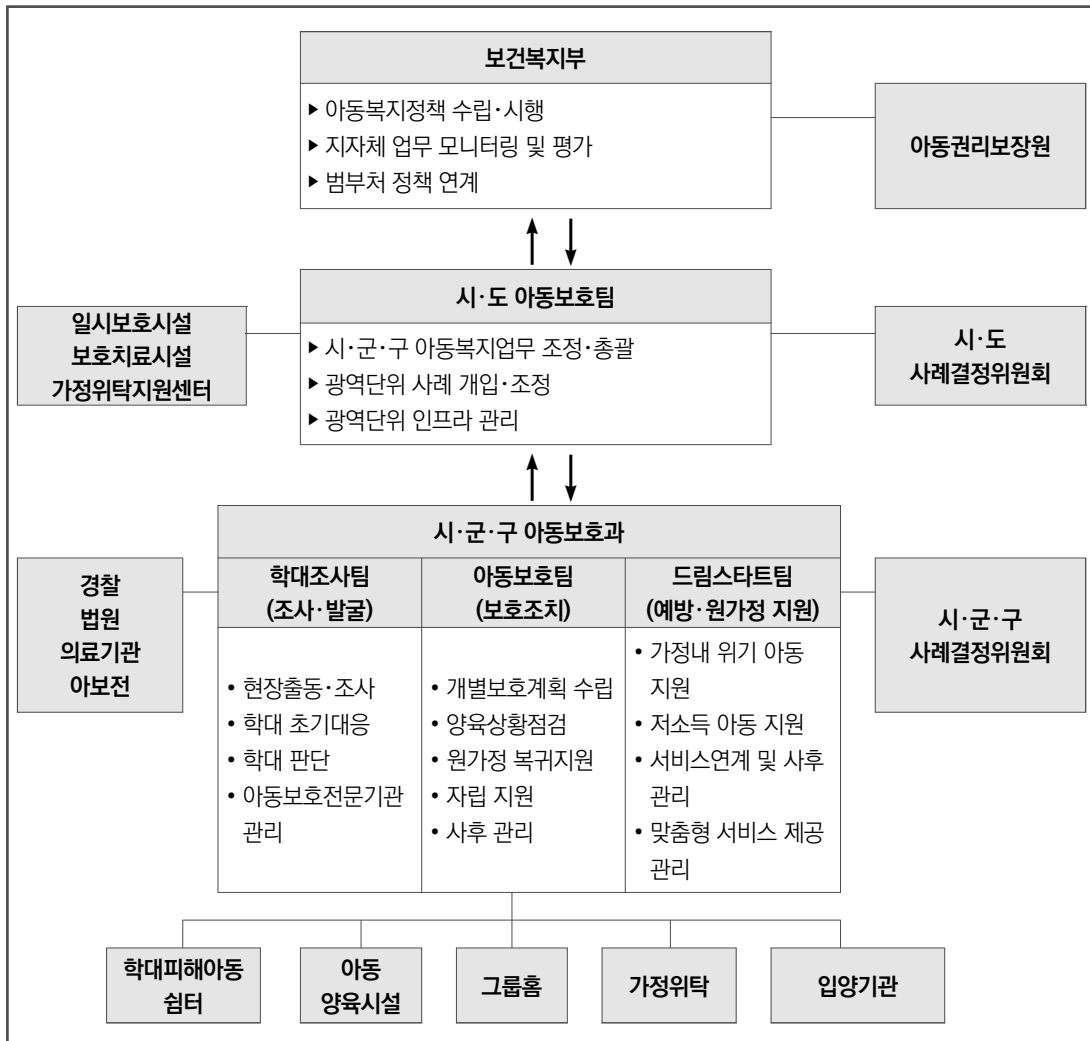 보건복지부
▶ 아동복지정책 수립·시행
▶ 지자체 업무 모니터링 및 평가
▶ 범부처 정책 연계
아동권리보장원
시·도 아동보호팀
▶ 시·군·구 아동복지업무 조정·총괄
▶ 광역단위 사례 개입·조정
▶ 광역단위 인프라 관리
일시보호시설
보호치료시설
가정위탁지원센터
시·도
사례결정위원회
시·군·구 아동보호과
경찰
법원
의료기관
아보전
학대조사팀
(조사·발굴)
• 현장출동·조사
• 학대 초기대응
• 학대 판단
• 아동보호전문기관
관리
아동보호팀
(보호조치)
• 개별보호계획 수립
• 양육상황점검
• 원가정 복귀지원
• 자립 지원
• 사후 관리
드림스타트팀
(예방·원가정 지원)
• 가정내 위기 아동
지원
• 저소득 아동 지원
• 서비스연계 및 사후
관리
• 맞춤형 서비스 제공
관리
시·군·구
사례결정위원회
학대피해아동
쉼터
아동
양육시설
그룹홈
가정위탁
입양기관